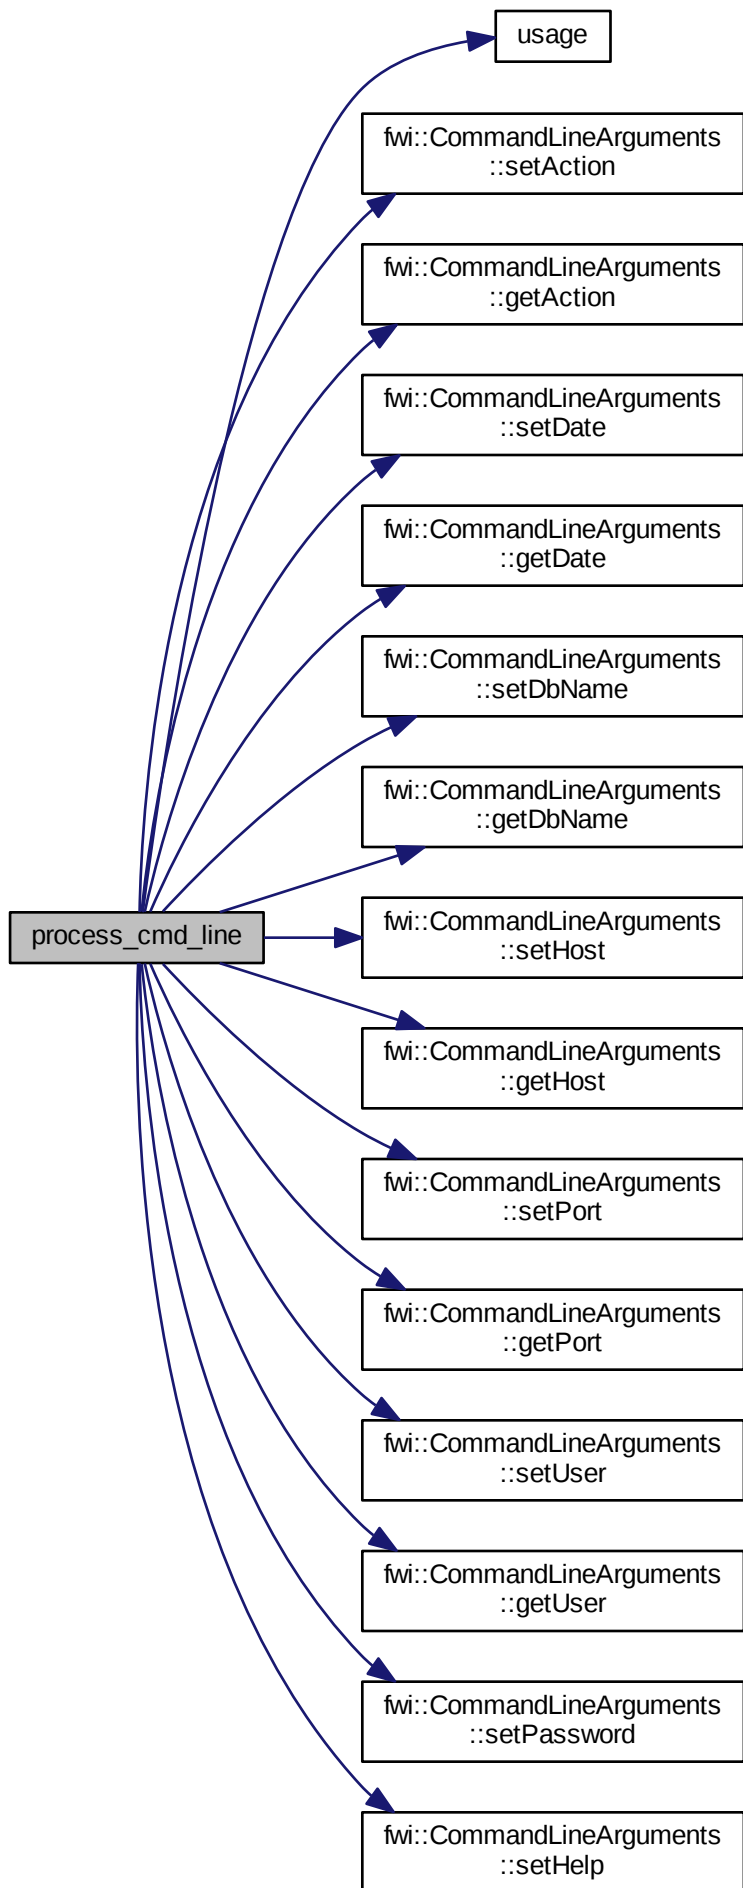 usage
fwi::CommandLineArguments
::setAction
fwi::CommandLineArguments
::getAction
fwi::CommandLineArguments
::setDate
fwi::CommandLineArguments
::getDate
fwi::CommandLineArguments
::setDbName
fwi::CommandLineArguments
::getDbName
process_cmd_line
fwi::CommandLineArguments
::setHost
fwi::CommandLineArguments
::getHost
fwi::CommandLineArguments
::setPort
fwi::CommandLineArguments
::getPort
fwi::CommandLineArguments
::setUser
fwi::CommandLineArguments
::getUser
fwi::CommandLineArguments
::setPassword
fwi::CommandLineArguments
::setHelp